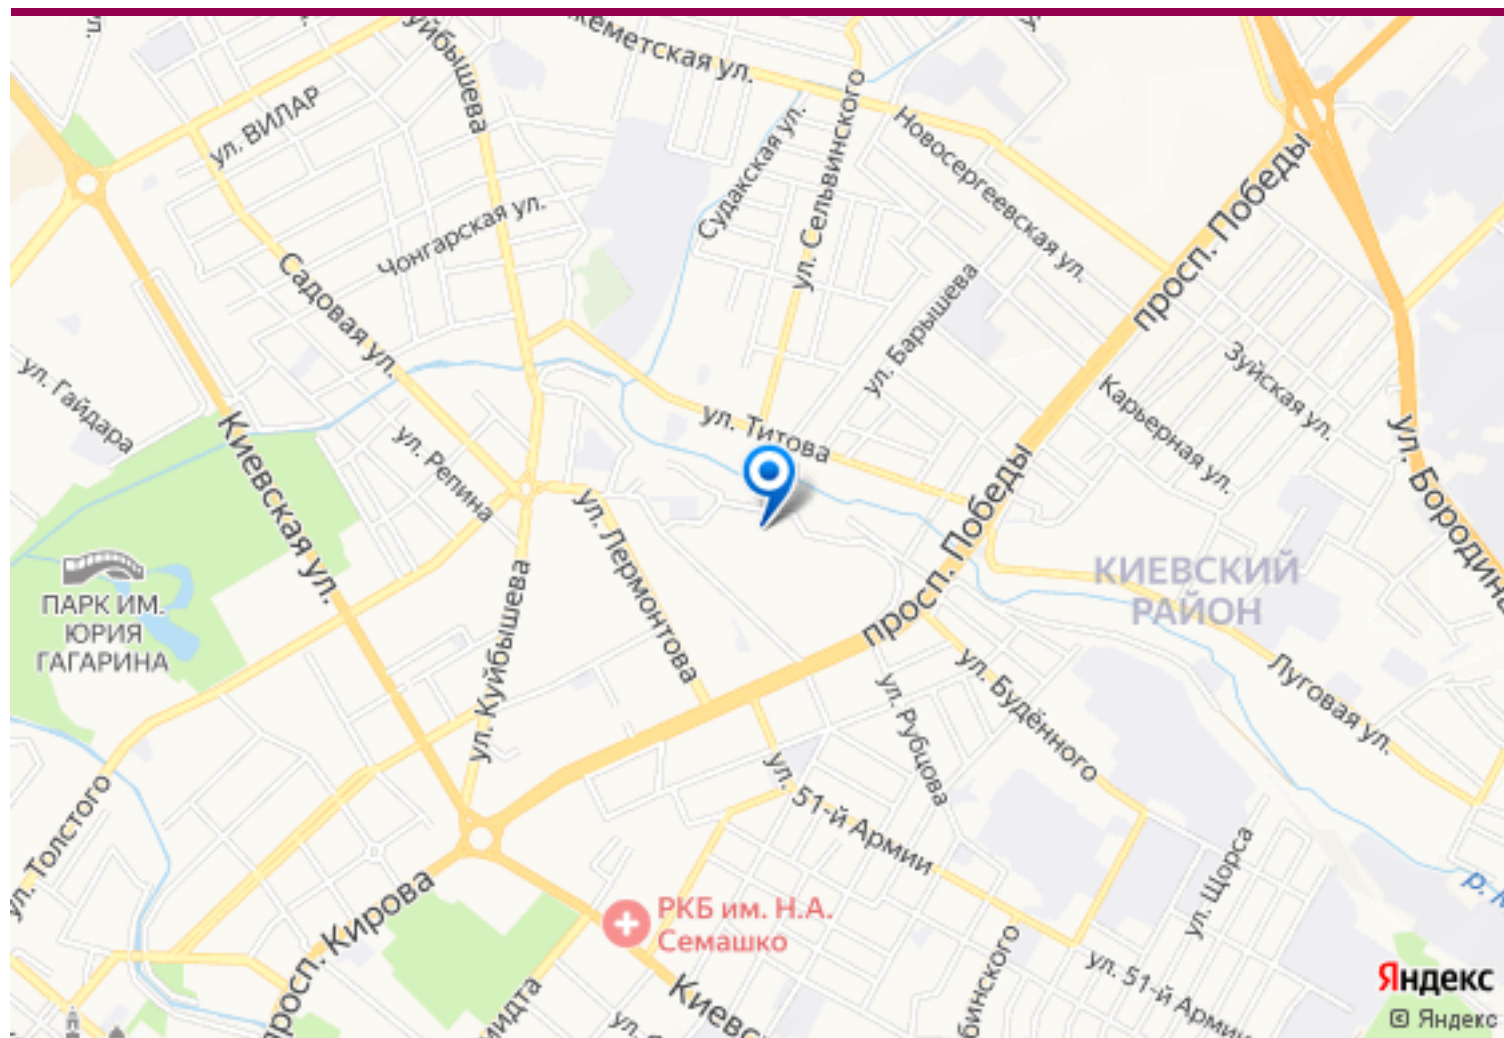 ул. ВИЛАР
Чонгарская ул.
Судакская ул.
ул. Сельвинского
Новосергеевская ул.
просп. Победы
Садовая ул.
ул. Барышева
ул. Гайдара
Зуйская ул.
Карьерная ул.
ул. Титова
ул. Репина
Киевская ул.
ул. Лермонтова
просп. Победы
КИЕВСКИЙ
РАЙОН
ПАРК ИМ.
ЮРИЯ
ГАГАРИНА
ул. Куйбышева
ул. Будённого
Луговая ул.
ул. Рубцова
ул. Толстого
ул. 51-й Армии
ул. Щорса
просп. Кирова
РКБ им. Н.А.
Семашко
ул. 51-й Армии
Яндекс
© Яндекс